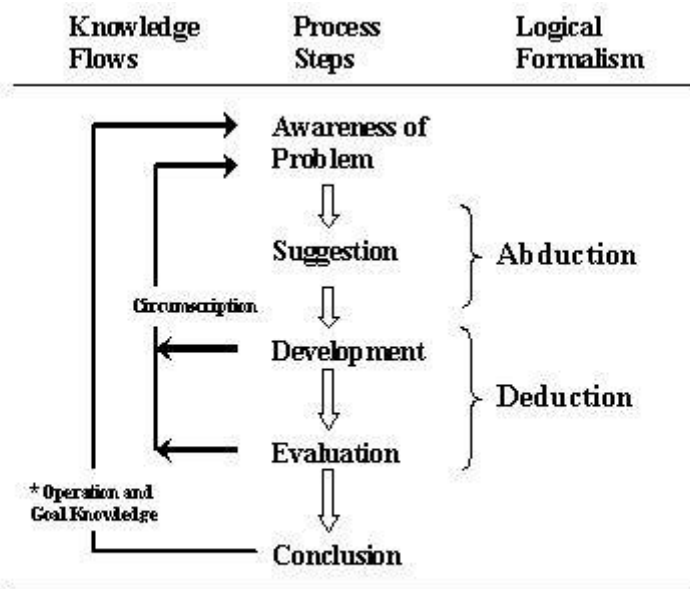 Knowledge Flows
Process Steps
Logical Formalism
Awareness of
Problem
Suggestion
Abduction
Circumscription
Development
Deduction
Evaluation
* Operation and
Goal Knowledge
Conclusion